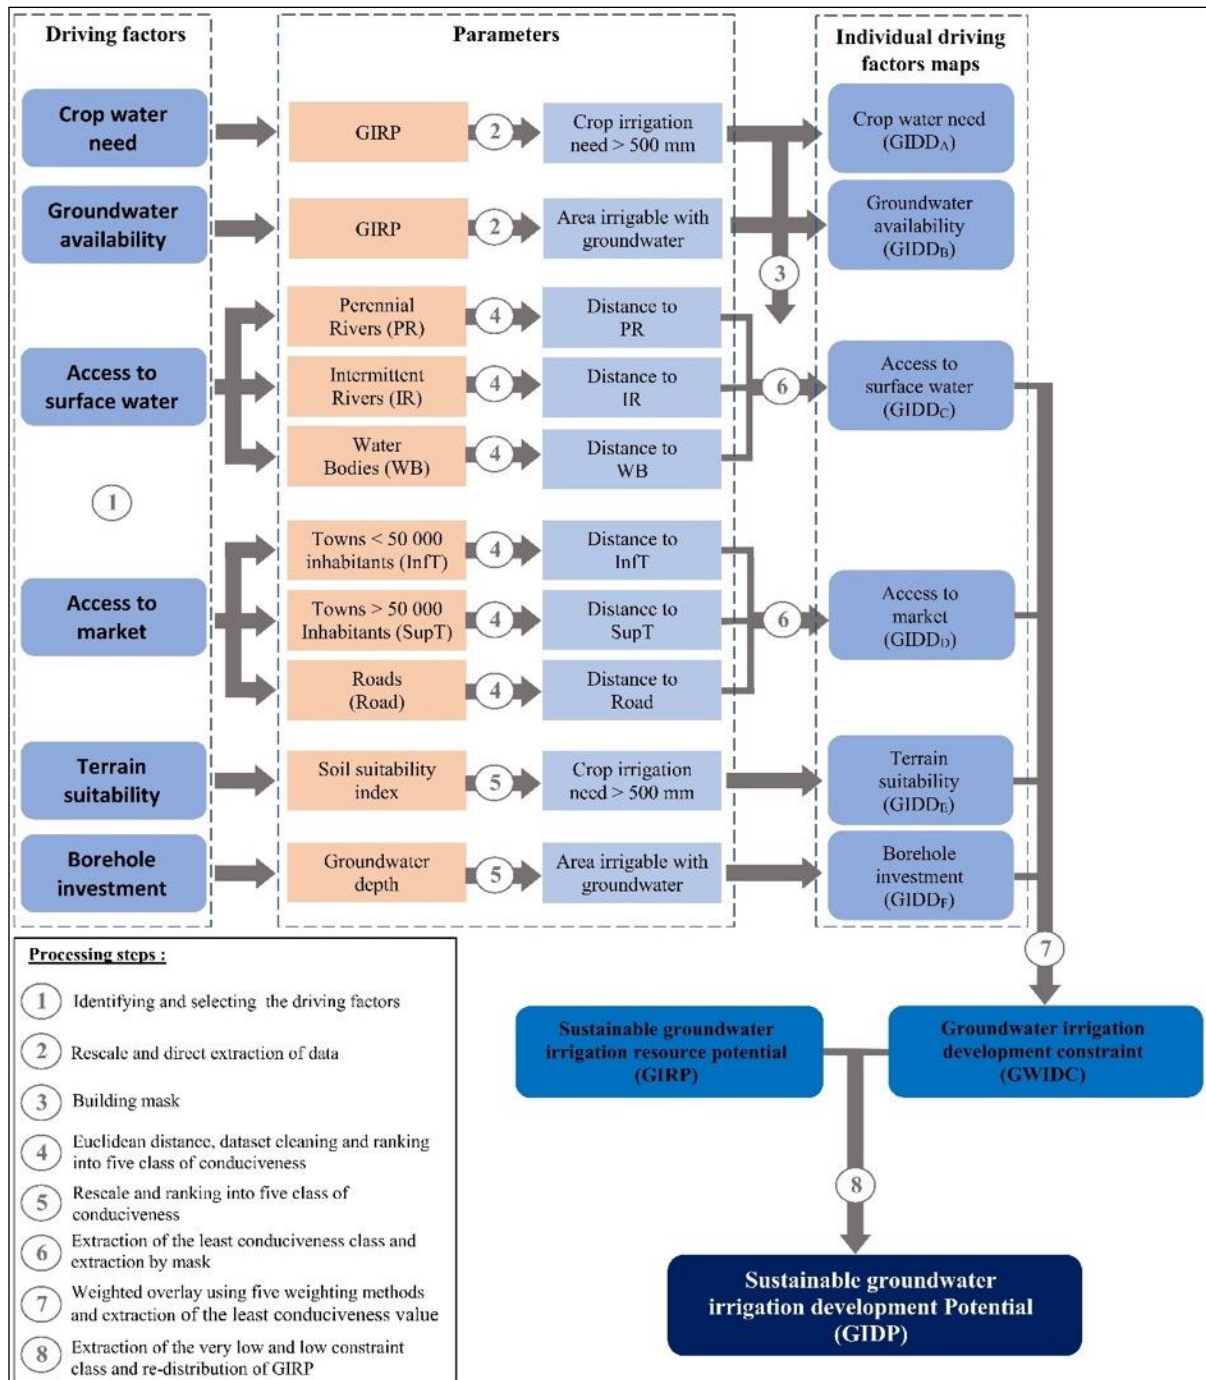 Driving factors
Parameters
Individual driving
factors maps
Crop water
need
GIRP
2
Crop irrigation
need > 500 mm
Crop water need
(GIDDA)
Groundwater
availability
GIRP
2
Area irrigable with
groundwater
Groundwater
availability
(GIDDB)
3
Access to
surface water
Perennial
Rivers (PR)
4
Distance to
PR
Intermittent
Rivers (IR)
4
Distance to
IR
Water
Bodies (WB)
4
Distance to
WB
6
Access to
surface water
(GIDDC)
1
Access to
market
Towns < 50 000
inhabitants (InfT)
4
Distance to
InfT
Towns > 50 000
Inhabitants (SupT)
4
Distance to
SupT
Roads
(Road)
4
Distance to
Road
6
Access to
market
(GIDDD)
Terrain
suitability
Soil suitability
index
5
Crop irrigation
need > 500 mm
Terrain
suitability
(GIDDE)
Borehole
investment
Groundwater
depth
5
Area irrigable with
groundwater
Borehole
investment
(GIDDF)
7
Processing steps :
1 Identifying and selecting the driving factors
2 Rescale and direct extraction of data
3 Building mask
4 Euclidean distance, dataset cleaning and ranking
into five class of conduciveness
5 Rescale and ranking into five class of
conduciveness
6 Extraction of the least conduciveness class and
extraction by mask
7 Weighted overlay using five weighting methods
and extraction of the least conduciveness value
8 Extraction of the very low and low constraint
class and re-distribution of GIRP
Sustainable groundwater
irrigation resource potential
(GIRP)
Groundwater irrigation
development constraint
(GWIDC)
8
Sustainable groundwater
irrigation development Potential
(GIDP)